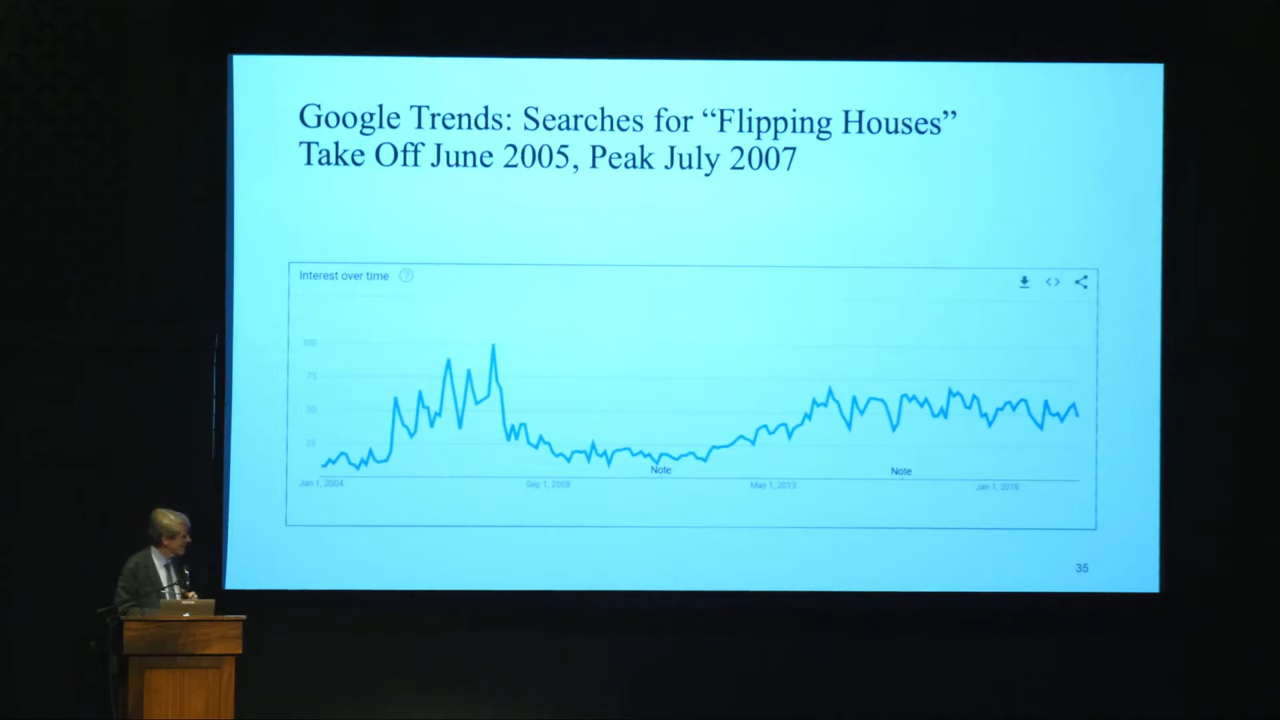 Google Trends: Searches for “Flipping Houses”
Take Off June 2005, Peak July 2007
Interest over time
100
75
50
25
Note
Note
Jan 1, 2004
Sep 1, 2008
May 1, 2013
Jan 1, 2018
35